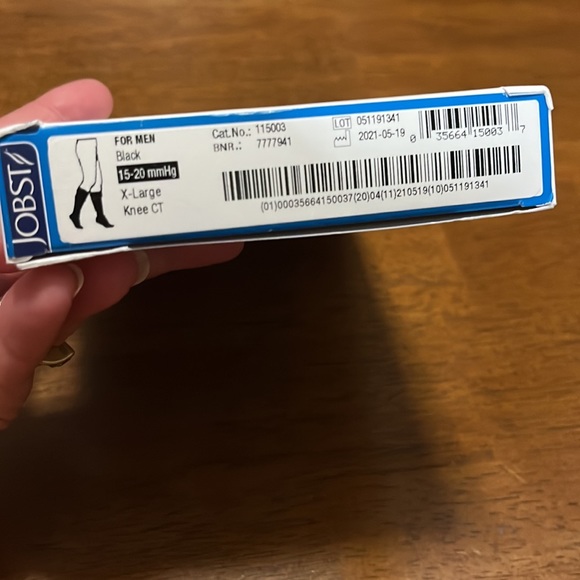 JOBST
FOR MEN
Black
15-20 mmHg
X-Large
Knee CT
Cat.No.: 115003
BNR.: 7777941
LOT 051191341
2021-05-19
0 35664 15003 7
(01)00035664150037(20)04(11)210519(10)051191341